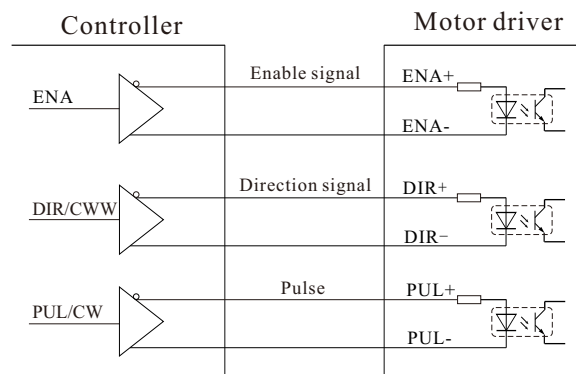 Controller
Motor driver
Enable signal
ENA+
ENA
ENA-
Direction signal
DIR+
DIR/CWW
DIR−
Pulse
PUL+
PUL/CW
PUL-